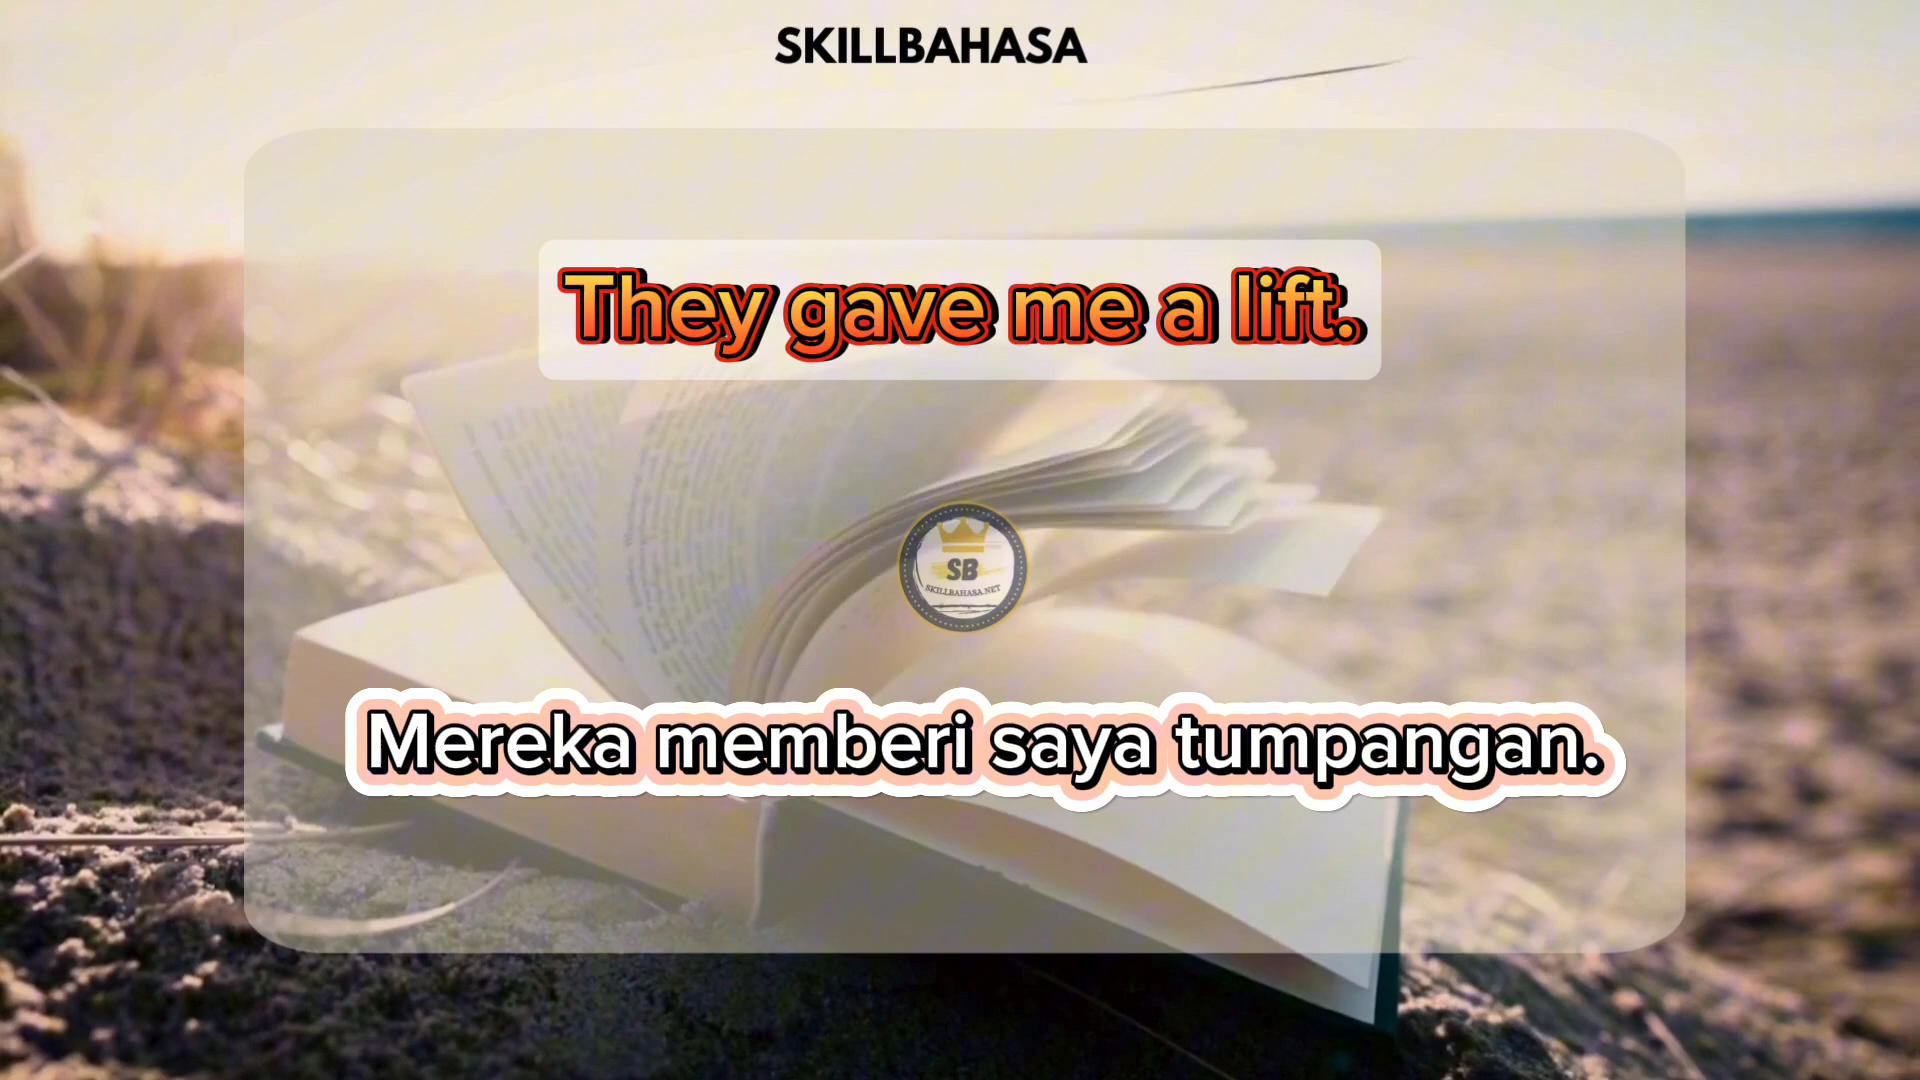 SKILLBAHASA
They gave me a lift.
SB
SKILLBAHASA.NET
Mereka memberi saya tumpangan.